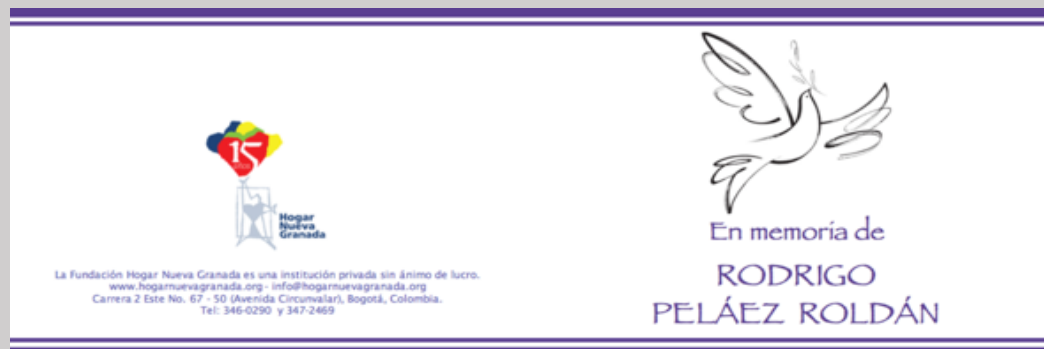 15
años
Hogar
Nueva
Granada
La Fundación Hogar Nueva Granada es una institución privada sin ánimo de lucro.
www.hogarnuevagranada.org - info@hogarnuevagranada.org
Carrera 2 Este No. 67 - 50 (Avenida Circunvalar), Bogotá, Colombia.
Tel: 346-0290 y 347-2469
En memoria de
RODRIGO
PELÁEZ ROLDÁN